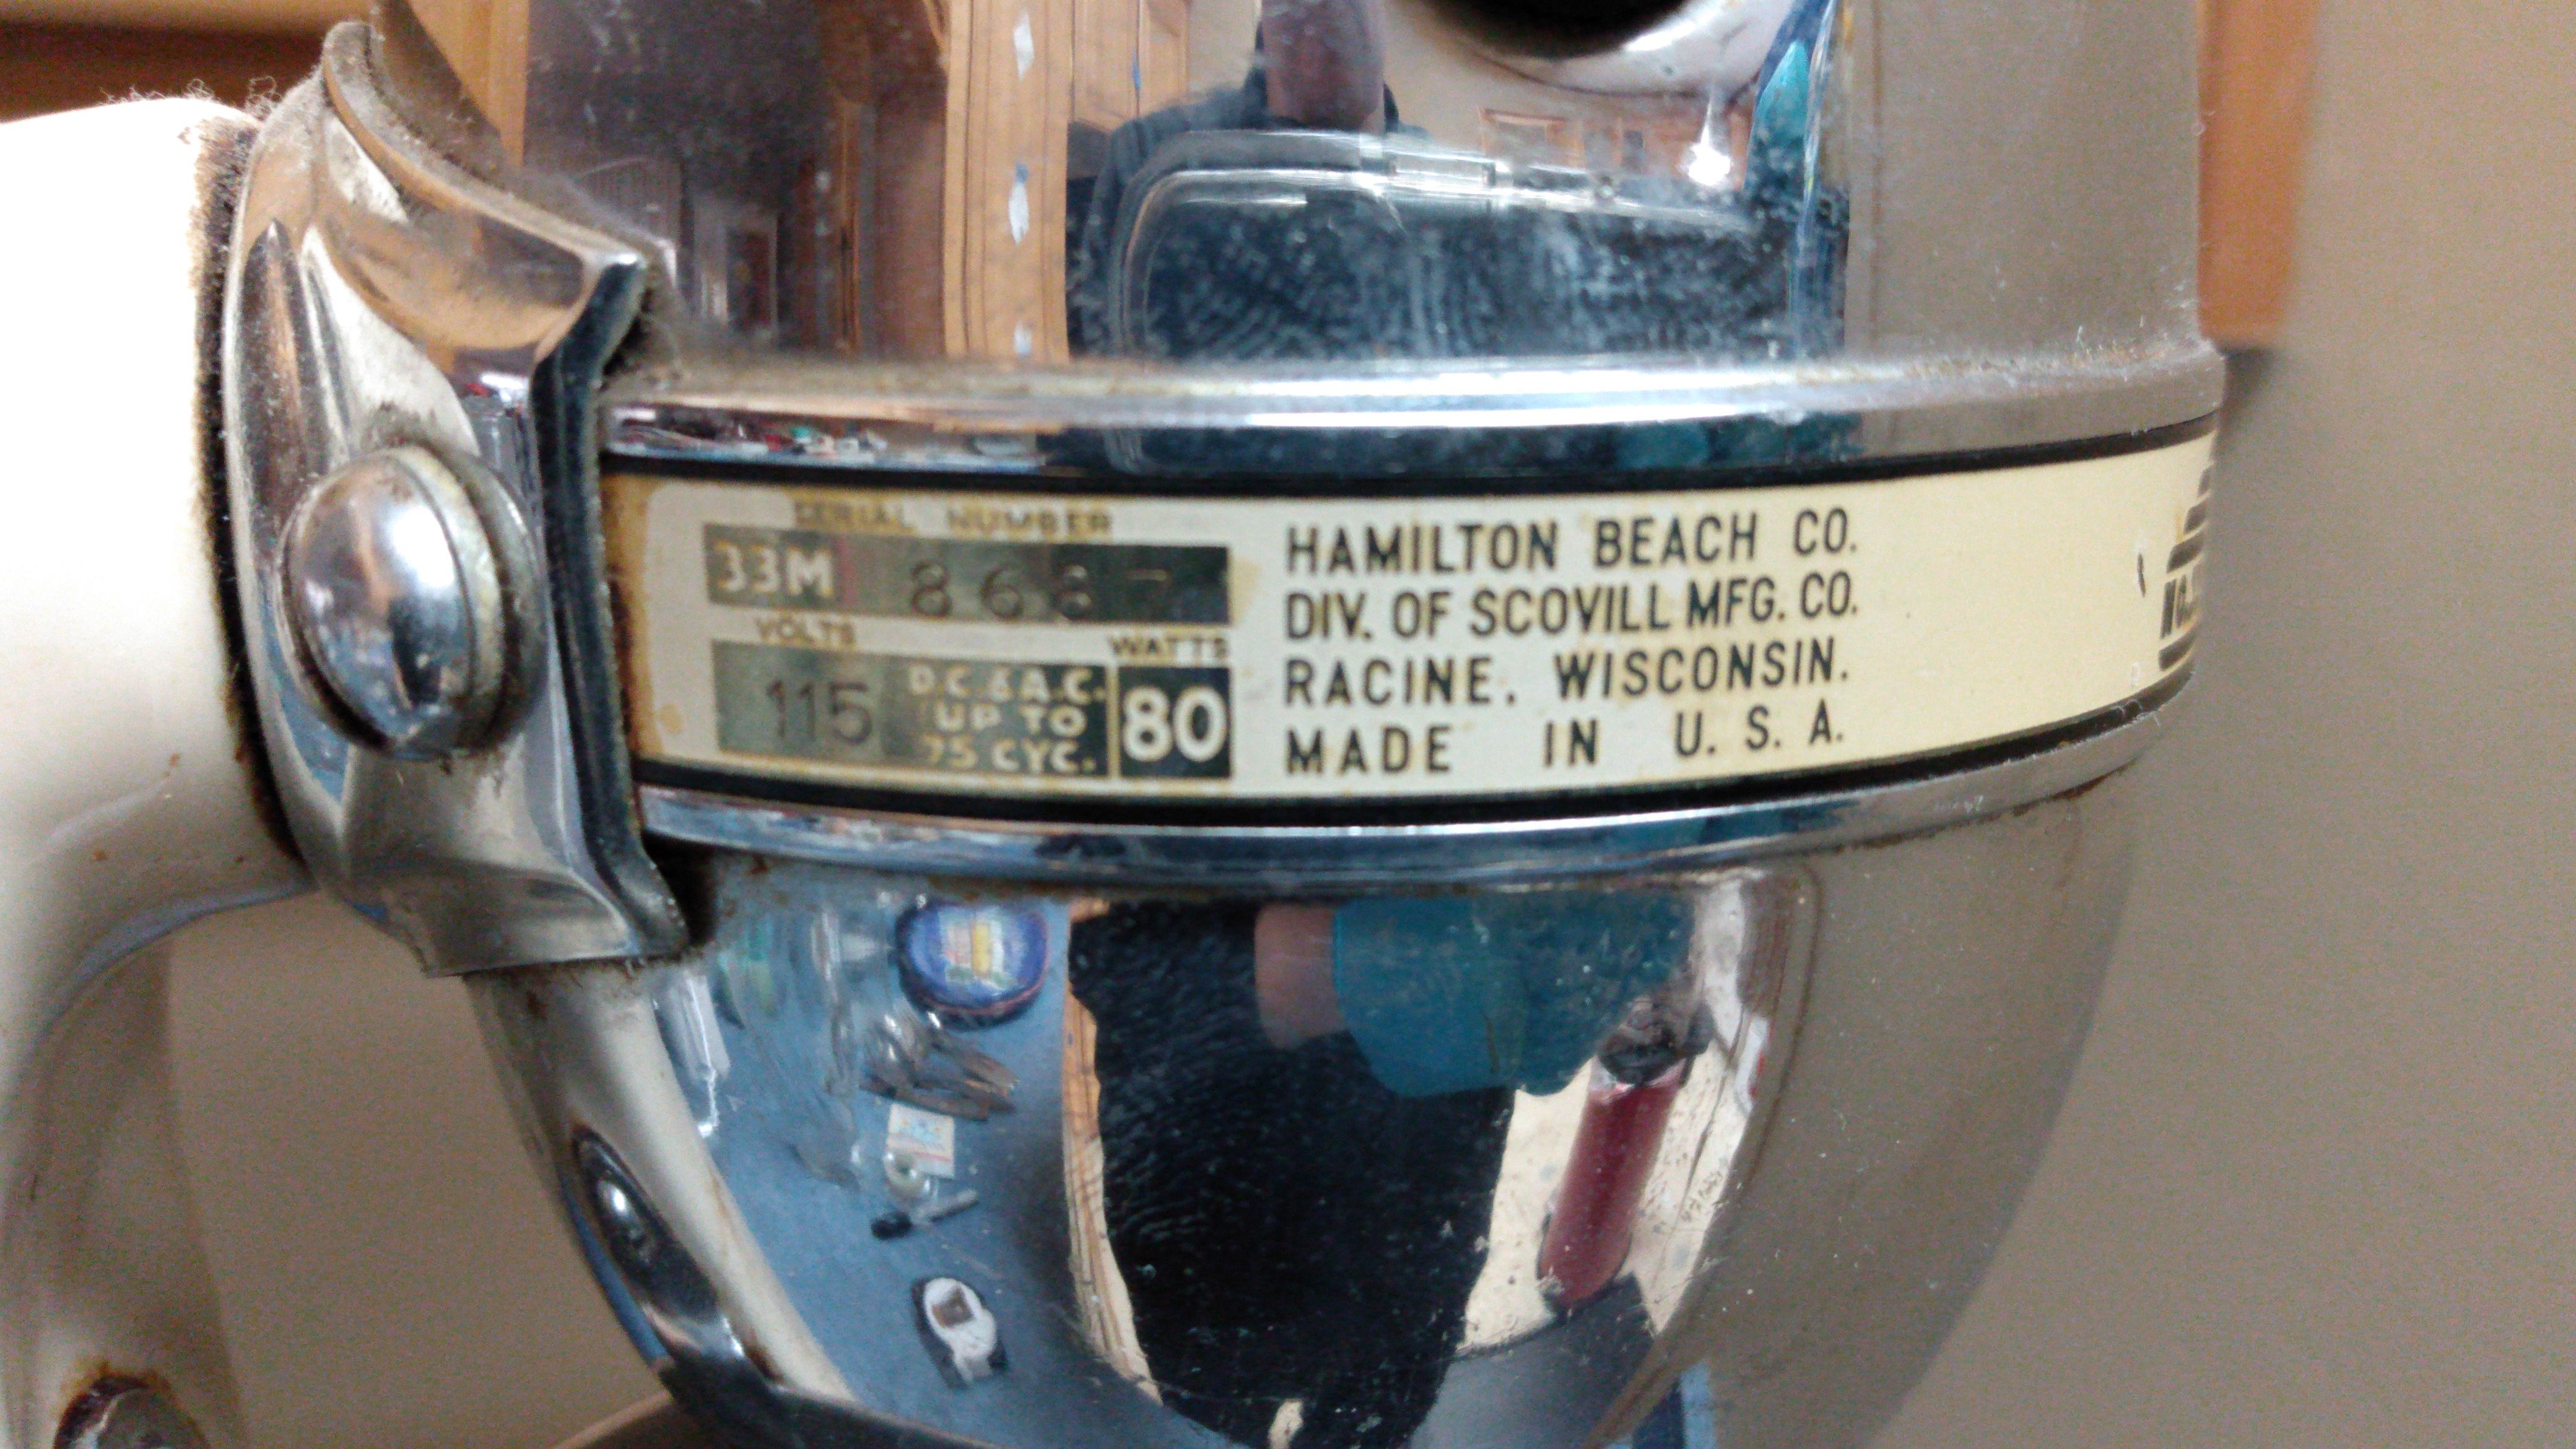 SERIAL NUMBER
33M 868
VOLTS WATTS
115 D.C. & A.C. UP TO 75 CYC. 80
HAMILTON BEACH CO.
DIV. OF SCOVILL MFG. CO.
RACINE, WISCONSIN.
MADE IN U. S. A.